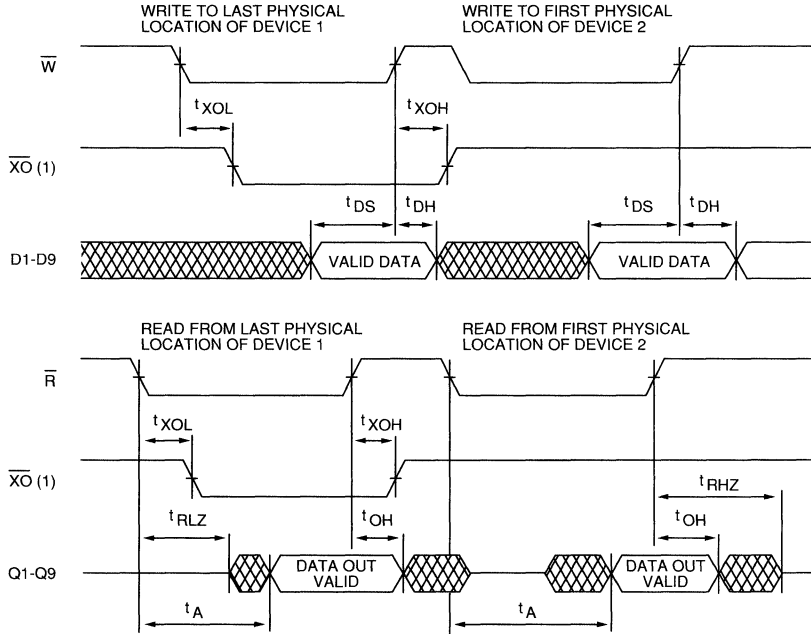 WRITE TO LAST PHYSICAL
LOCATION OF DEVICE 1
WRITE TO FIRST PHYSICAL
LOCATION OF DEVICE 2
W
tXOL
tXOH
XO (1)
tDS
tDH
tDS
tDH
D1-D9
VALID DATA
VALID DATA
READ FROM LAST PHYSICAL
LOCATION OF DEVICE 1
READ FROM FIRST PHYSICAL
LOCATION OF DEVICE 2
R
tXOL
tXOH
XO (1)
tRHZ
tRLZ
tOH
tOH
Q1-Q9
DATA OUT
VALID
DATA OUT
VALID
tA
tA